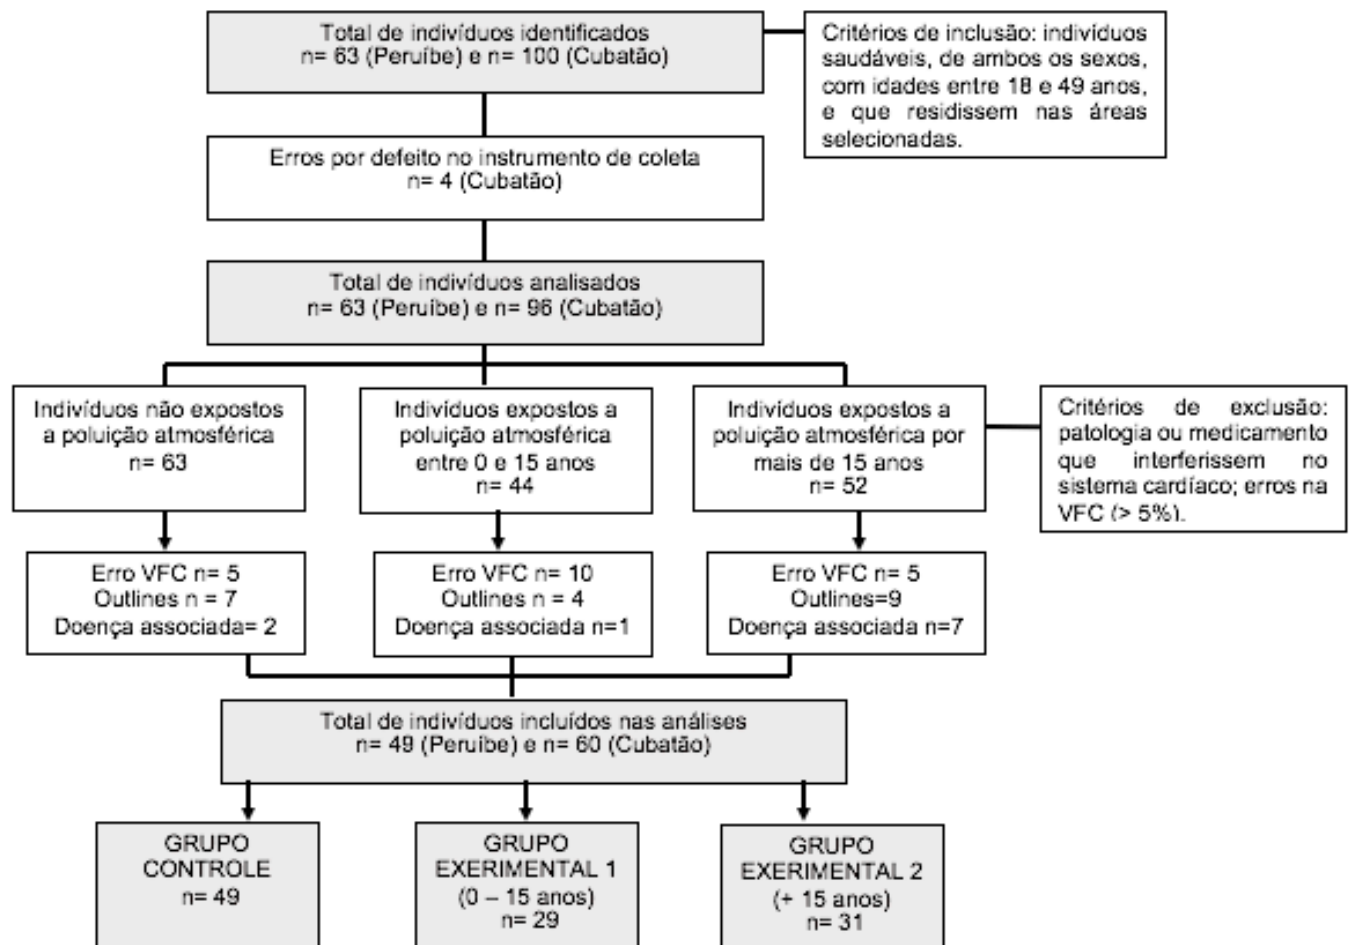 Total de indivíduos identificados
n= 63 (Peruíbe) e n= 100 (Cubatão)
Critérios de inclusão: indivíduos
saudáveis, de ambos os sexos,
com idades entre 18 e 49 anos,
e que residissem nas áreas
selecionadas.
Erros por defeito no instrumento de coleta
n= 4 (Cubatão)
Total de indivíduos analisados
n= 63 (Peruíbe) e n= 96 (Cubatão)
Indivíduos não expostos
a poluição atmosférica
n= 63
Indivíduos expostos a
poluição atmosférica
entre 0 e 15 anos
n= 44
Indivíduos expostos a
poluição atmosférica por
mais de 15 anos
n= 52
Critérios de exclusão:
patologia ou medicamento
que interferissem no
sistema cardíaco; erros na
VFC (> 5%).
Erro VFC n= 5
Outlines n = 7
Doença associada= 2
Erro VFC n= 10
Outlines n = 4
Doença associada n=1
Erro VFC n= 5
Outlines=9
Doença associada n=7
Total de indivíduos incluídos nas análises
n= 49 (Peruíbe) e n= 60 (Cubatão)
GRUPO
CONTROLE
n= 49
GRUPO
EXERIMENTAL 1
(0 – 15 anos)
n= 29
GRUPO
EXERIMENTAL 2
(+ 15 anos)
n= 31